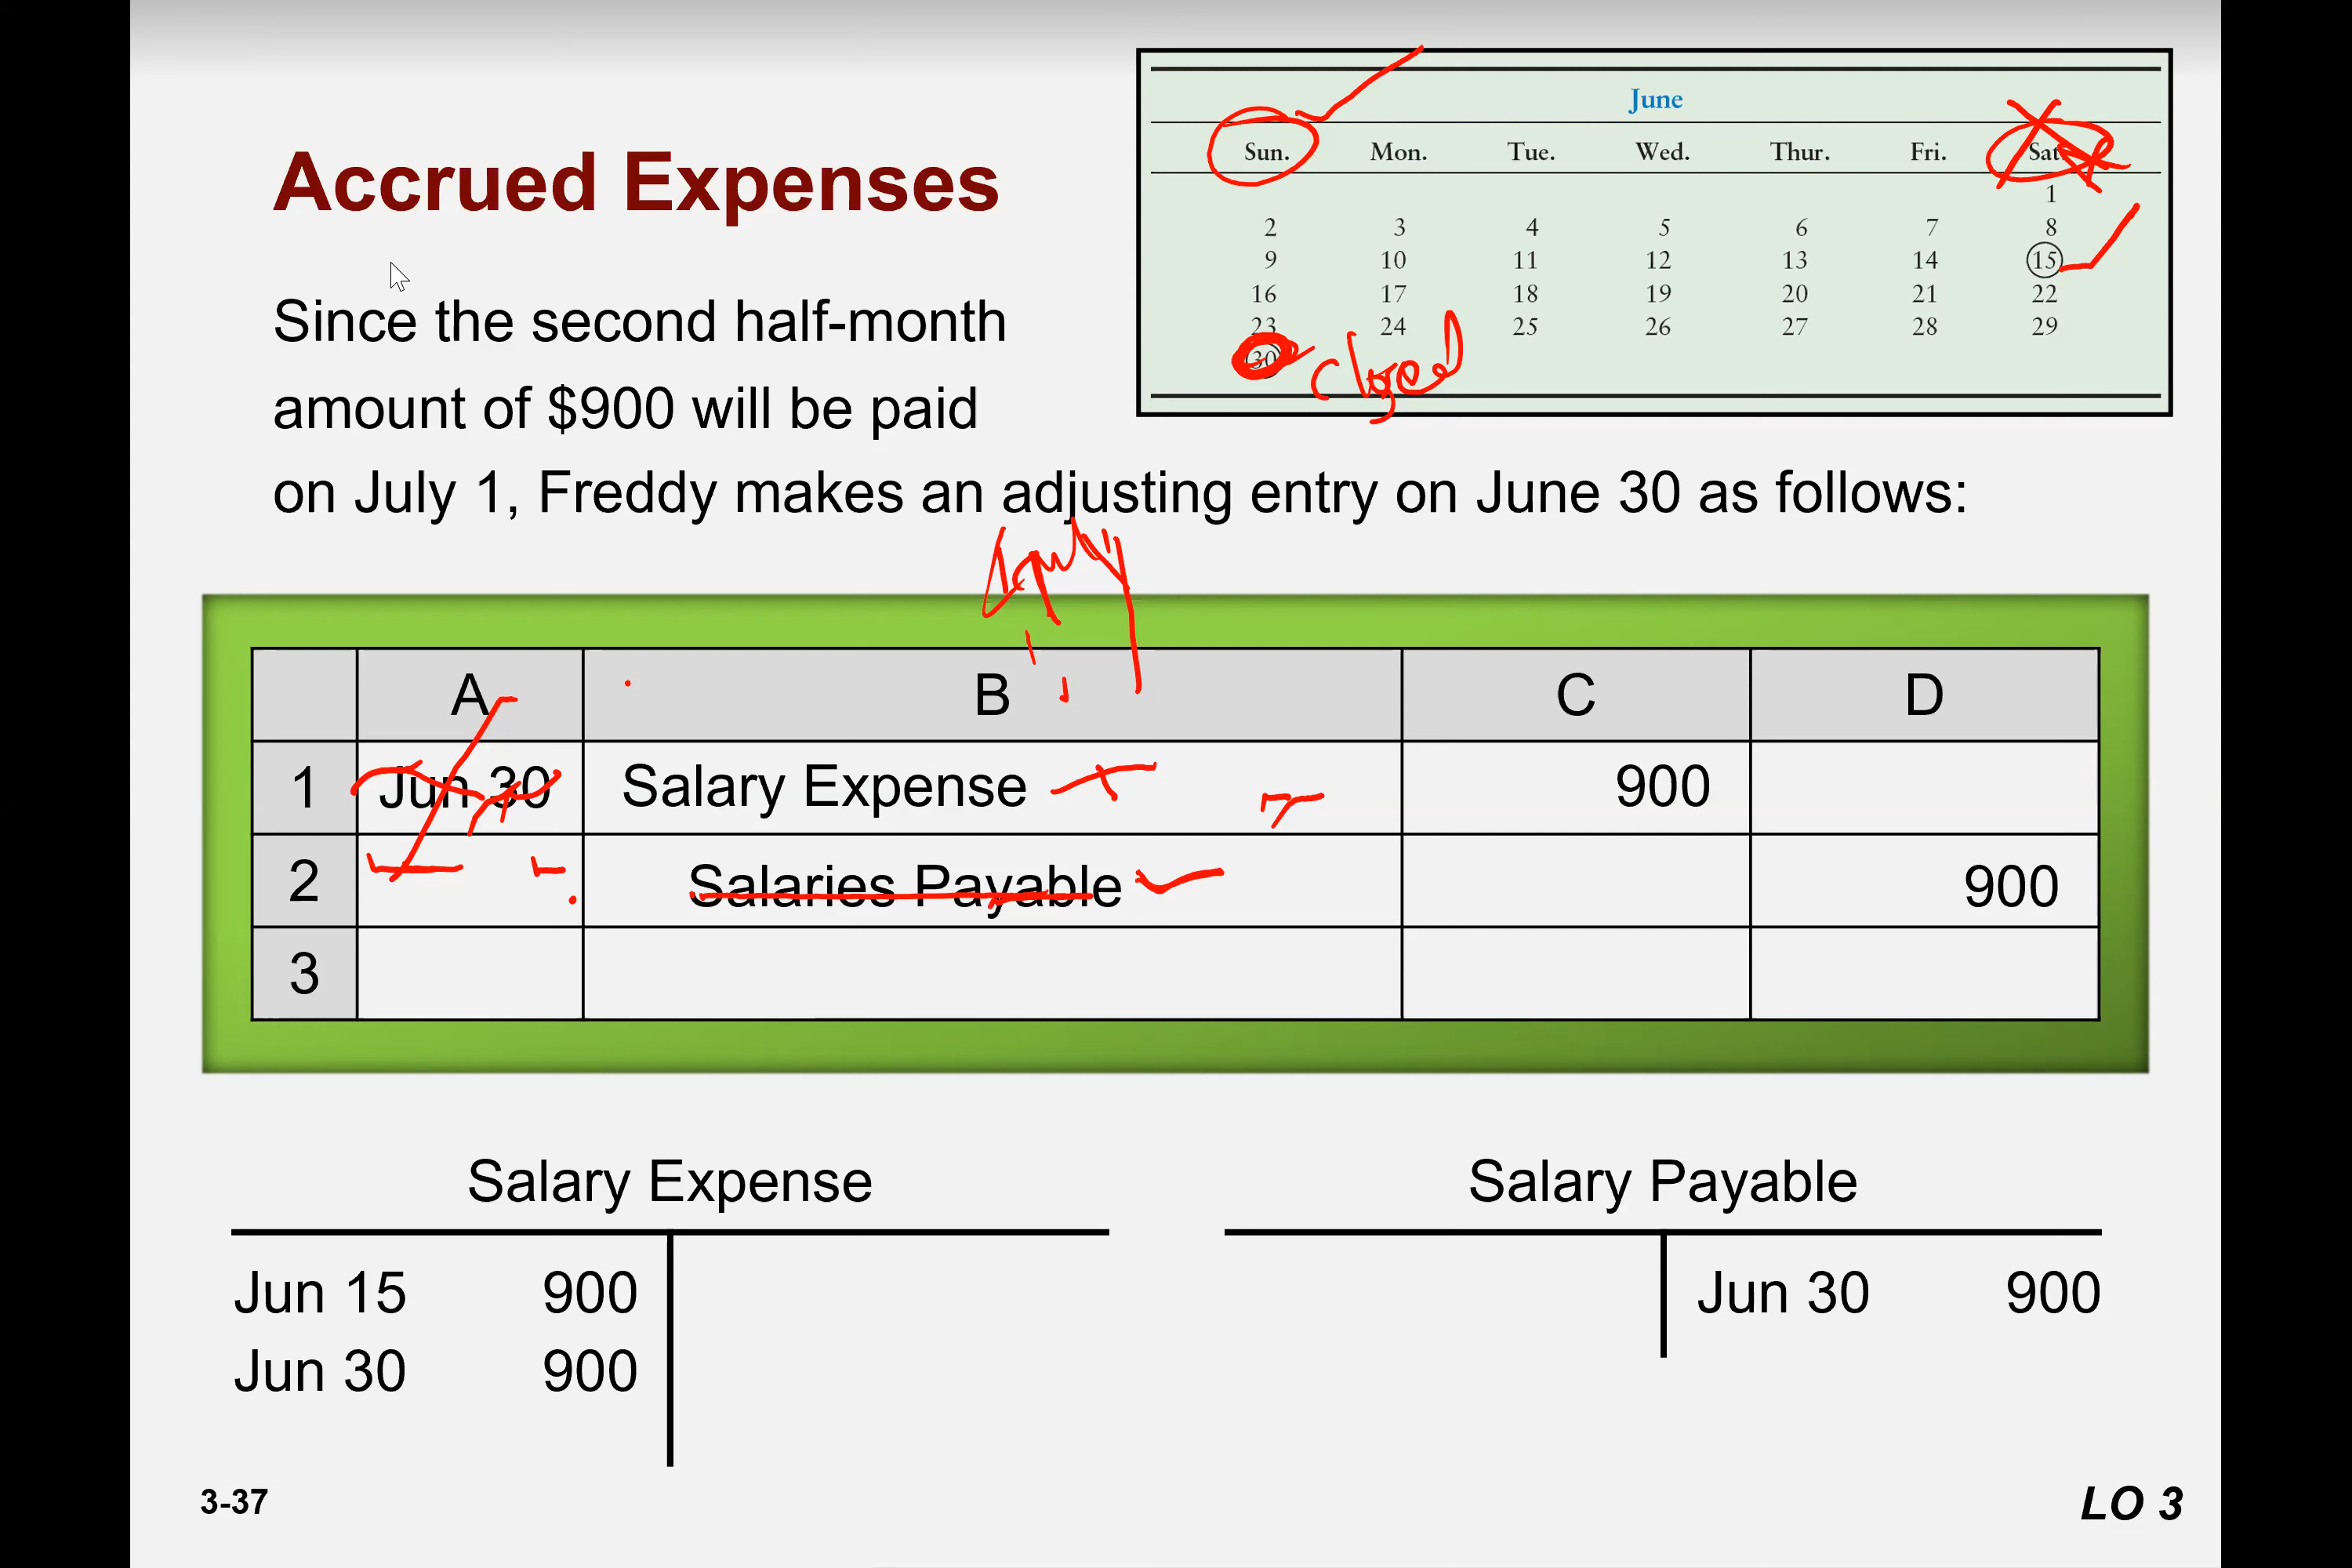 June
Sun. Mon. Tue. Wed. Thur. Fri. Sat.
1
2 3 4 5 6 7 8
9 10 11 12 13 14 15
16 17 18 19 20 21 22
23 24 25 26 27 28 29
30 closed
Accrued Expenses
Since the second half-month
amount of $900 will be paid
on July 1, Freddy makes an adjusting entry on June 30 as follows:
A B C D
1 Jun 30 Salary Expense 900
2 Salaries Payable 900
3
Salary Expense
Jun 15 900
Jun 30 900
Salary Payable
Jun 30 900
3-37
LO 3